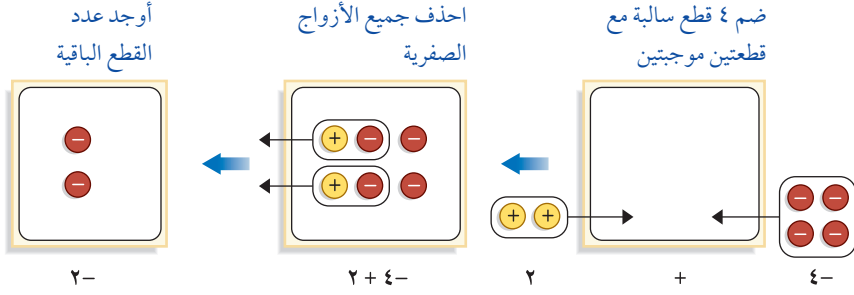 ضم ٤ قطع سالبة مع
قطعتين موجبتين
احذف جميع الأزواج
الصفرية
أوجد عدد
القطع الباقية
− −
− −
+ +
+ − −
+ − −
−
−
−٤ + ٢
−٤ + ٢
−٢